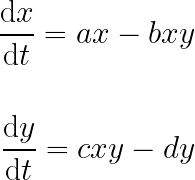 dx/dt = ax − bxy
dy/dt = cxy − dy